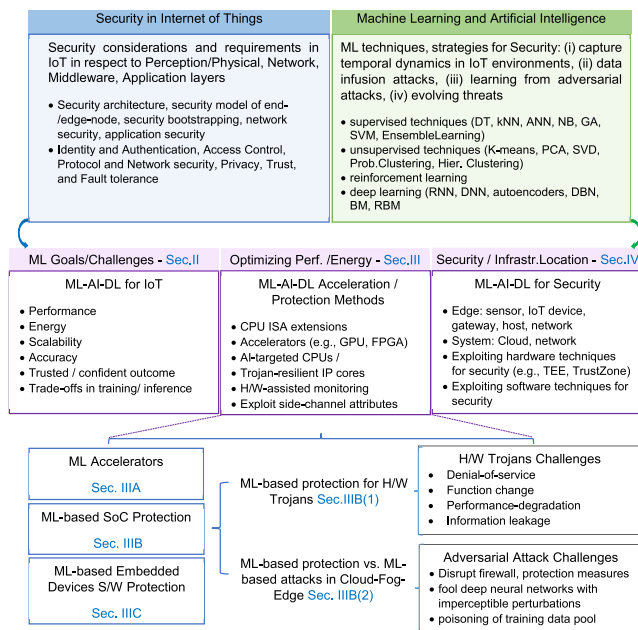 Security in Internet of Things
Security considerations and requirements in
IoT in respect to Perception/Physical, Network,
Middleware, Application layers
• Security architecture, security model of end-
/edge-node, security bootstrapping, network
security, application security
• Identity and Authentication, Access Control,
Protocol and Network security, Privacy, Trust,
and Fault tolerance
Machine Learning and Artificial Intelligence
ML techniques, strategies for Security: (i) capture
temporal dynamics in IoT environments, (ii) data
infusion attacks, (iii) learning from adversarial
attacks, (iv) evolving threats
• supervised techniques (DT, kNN, ANN, NB, GA,
SVM, EnsembleLearning)
• unsupervised techniques (K-means, PCA, SVD,
Prob.Clustering, Hier. Clustering)
• reinforcement learning
• deep learning (RNN, DNN, autoencoders, DBN,
BM, RBM
ML Goals/Challenges - Sec.II
ML-AI-DL for IoT
• Performance
• Energy
• Scalability
• Accuracy
• Trusted / confident outcome
• Trade-offs in training/ inference
Optimizing Perf. /Energy - Sec.III
ML-AI-DL Acceleration /
Protection Methods
• CPU ISA extensions
• Accelerators (e.g., GPU, FPGA)
• AI-targeted CPUs /
• Trojan-resilient IP cores
• H/W-assisted monitoring
• Exploit side-channel attributes
Security / Infrastr.Location - Sec.IV
ML-AI-DL for Security
• Edge: sensor, IoT device,
gateway, host, network
• System: Cloud, network
• Exploiting hardware techniques
for security (e.g., TEE, TrustZone)
• Exploiting software techniques for
security
ML Accelerators
Sec. IIIA
ML-based SoC Protection
Sec. IIIB
ML-based Embedded
Devices S/W Protection
Sec. IIIC
ML-based protection for H/W
Trojans Sec.IIIB(1)
ML-based protection vs. ML-
based attacks in Cloud-Fog-
Edge Sec. IIIB(2)
H/W Trojans Challenges
• Denial-of-service
• Function change
• Performance-degradation
• Information leakage
Adversarial Attack Challenges
• Disrupt firewall, protection measures
• fool deep neural networks with
imperceptible perturbations
• poisoning of training data pool